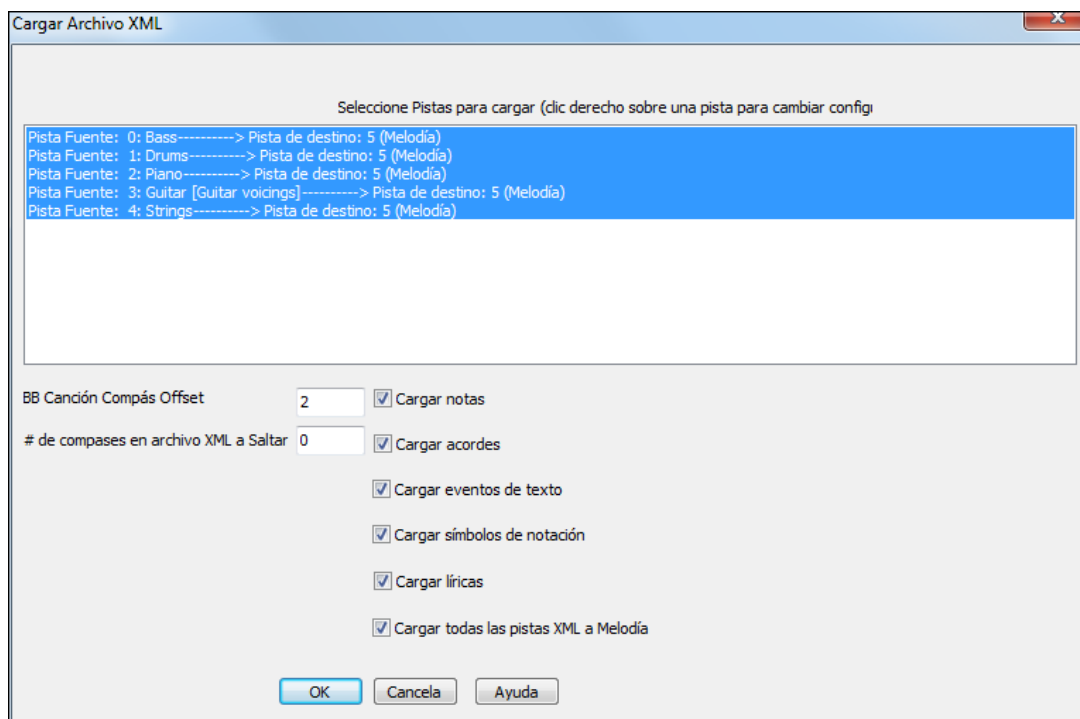 Cargar Archivo XML
X
Seleccione Pistas para cargar (clic derecho sobre una pista para cambiar configu
Pista Fuente: 0: Bass----------> Pista de destino: 5 (Melodía)
Pista Fuente: 1: Drums----------> Pista de destino: 5 (Melodía)
Pista Fuente: 2: Piano----------> Pista de destino: 5 (Melodía)
Pista Fuente: 3: Guitar [Guitar voicings]----------> Pista de destino: 5 (Melodía)
Pista Fuente: 4: Strings----------> Pista de destino: 5 (Melodía)
BB Canción Compás Offset 2 Cargar notas
# de compases en archivo XML a Saltar 0 Cargar acordes
Cargar eventos de texto
Cargar símbolos de notación
Cargar líricas
Cargar todas las pistas XML a Melodía
OK Cancela Ayuda